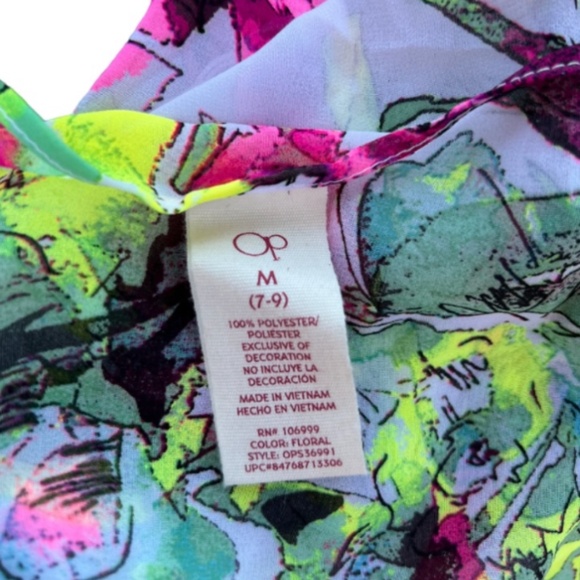 Op
M
(7-9)
100% POLYESTER/
POLIÉSTER
EXCLUSIVE OF
DECORATION
NO INCLUYE LA
DECORACIÓN
MADE IN VIETNAM
HECHO EN VIETNAM
RN# 106999
COLOR: FLORAL
STYLE: OPS36991
UPC#84768713306